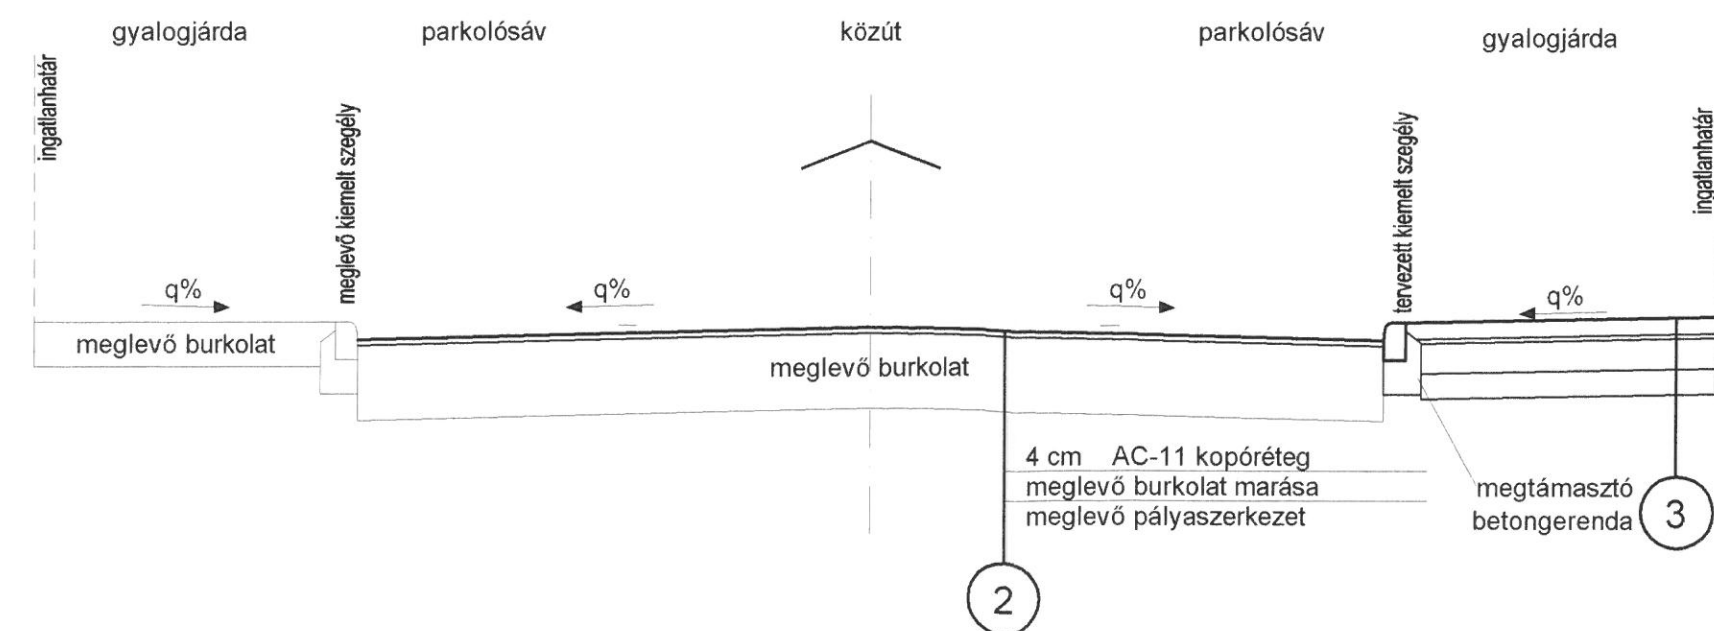 gyalogjárda
parkolósáv
közút
parkolósáv
gyalogjárda
ingatlanhatár
meglevő kiemelt szegély
tervezett kiemelt szegély
ingatlanhatár
q%
q%
q%
q%
meglevő burkolat
meglevő burkolat
4 cm AC-11 kopóréteg
meglevő burkolat marása
meglevő pályaszerkezet
megtámasztó
betongerenda
3
2